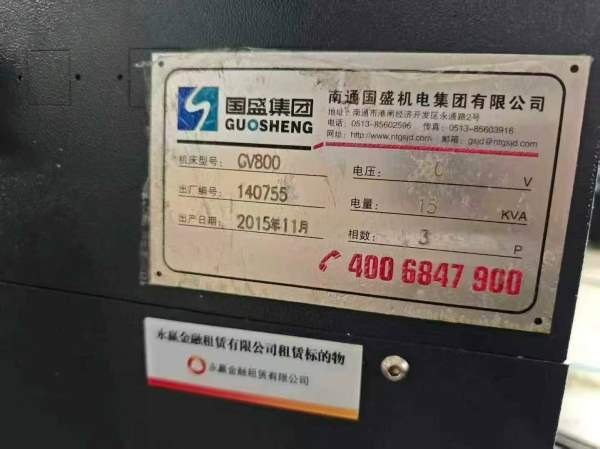 国盛集团
GUOSHENG
南通国盛机电集团有限公司
地址: 南通市港闸经济开发区永通路2号
电话: 0513-85602596 传真: 0513-85603916
网址: http://www.ntgsjd.com 邮箱: gsjd@ntgsjd.com
机床型号: GV800
出厂编号: 140755
出产日期: 2015年11月
电压: V
电量: 15 KVA
相数: 3 P
400 6847 900
永赢金融租赁有限公司租赁标的物
永赢金融租赁有限公司